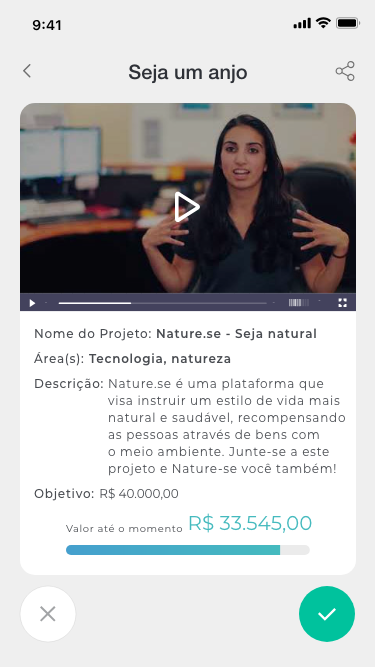 9:41
Seja um anjo
Nome do Projeto: Nature.se - Seja natural
Área(s): Tecnologia, natureza
Descrição: Nature.se é uma plataforma que
visa instruir um estilo de vida mais
natural e saudável, recompensando
as pessoas através de bens com
o meio ambiente. Junte-se a este
projeto e Nature-se você também!
Objetivo: R$ 40.000,00
Valor até o momento R$ 33.545,00